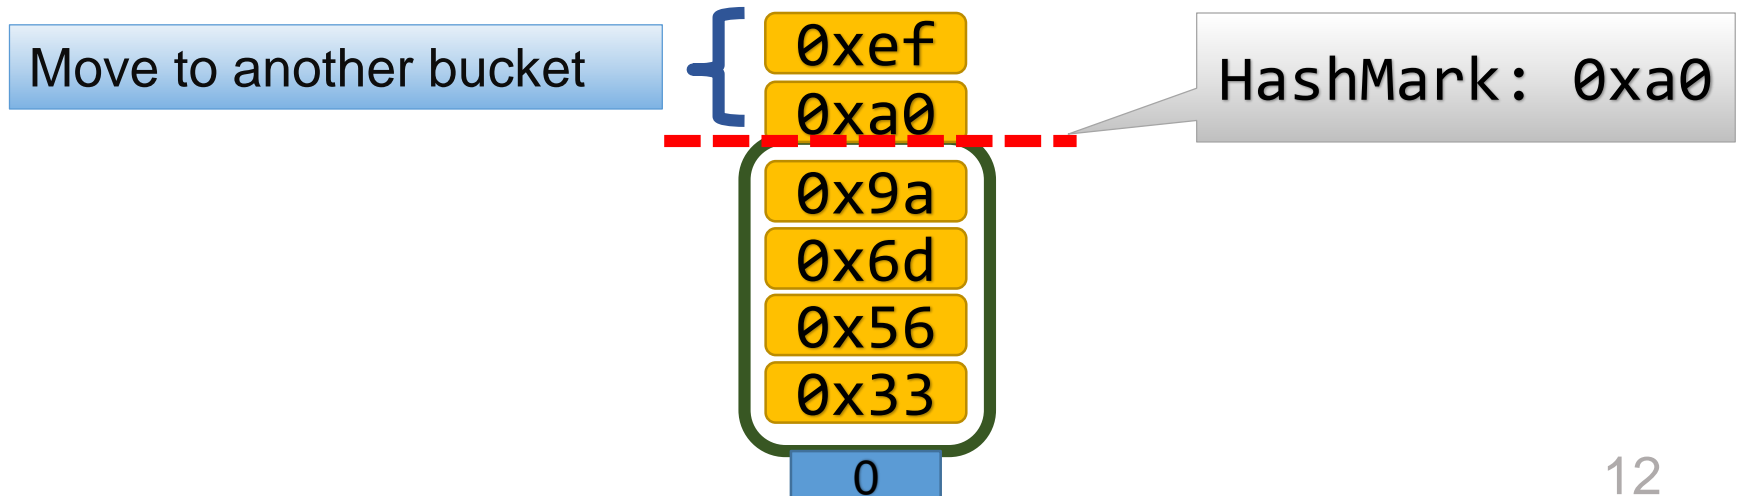 Move to another bucket
0xef
HashMark: 0xa0
0xa0
0x9a
0x6d
0x56
0x33
0
12